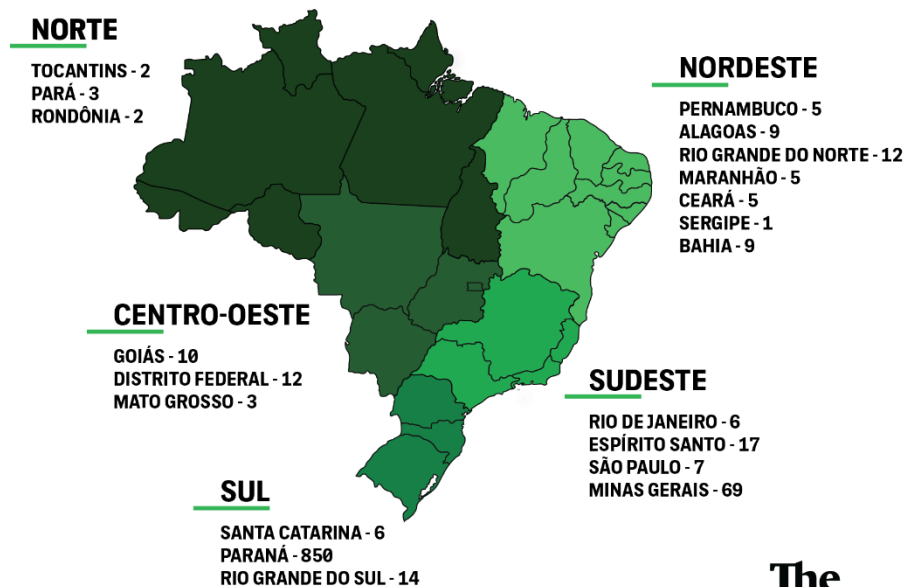 NORTE
TOCANTINS - 2
PARÁ - 3
RONDÔNIA - 2
NORDESTE
PERNAMBUCO - 5
ALAGOAS - 9
RIO GRANDE DO NORTE - 12
MARANHÃO - 5
CEARÁ - 5
SERGIPE - 1
BAHIA - 9
CENTRO-OESTE
GOIÁS - 10
DISTRITO FEDERAL - 12
MATO GROSSO - 3
SUDESTE
RIO DE JANEIRO - 6
ESPÍRITO SANTO - 17
SÃO PAULO - 7
MINAS GERAIS - 69
SUL
SANTA CATARINA - 6
PARANÁ - 850
RIO GRANDE DO SUL - 14
The